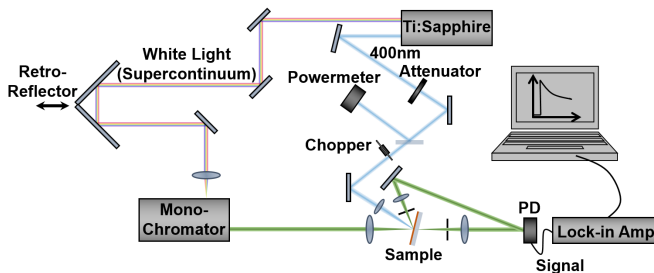 Ti:Sapphire
White Light
(Supercontinuum)
400nm
Retro-
Reflector
Powermeter
Attenuator
Chopper
Mono-
Chromator
PD
Lock-in Amp
Sample
Signal